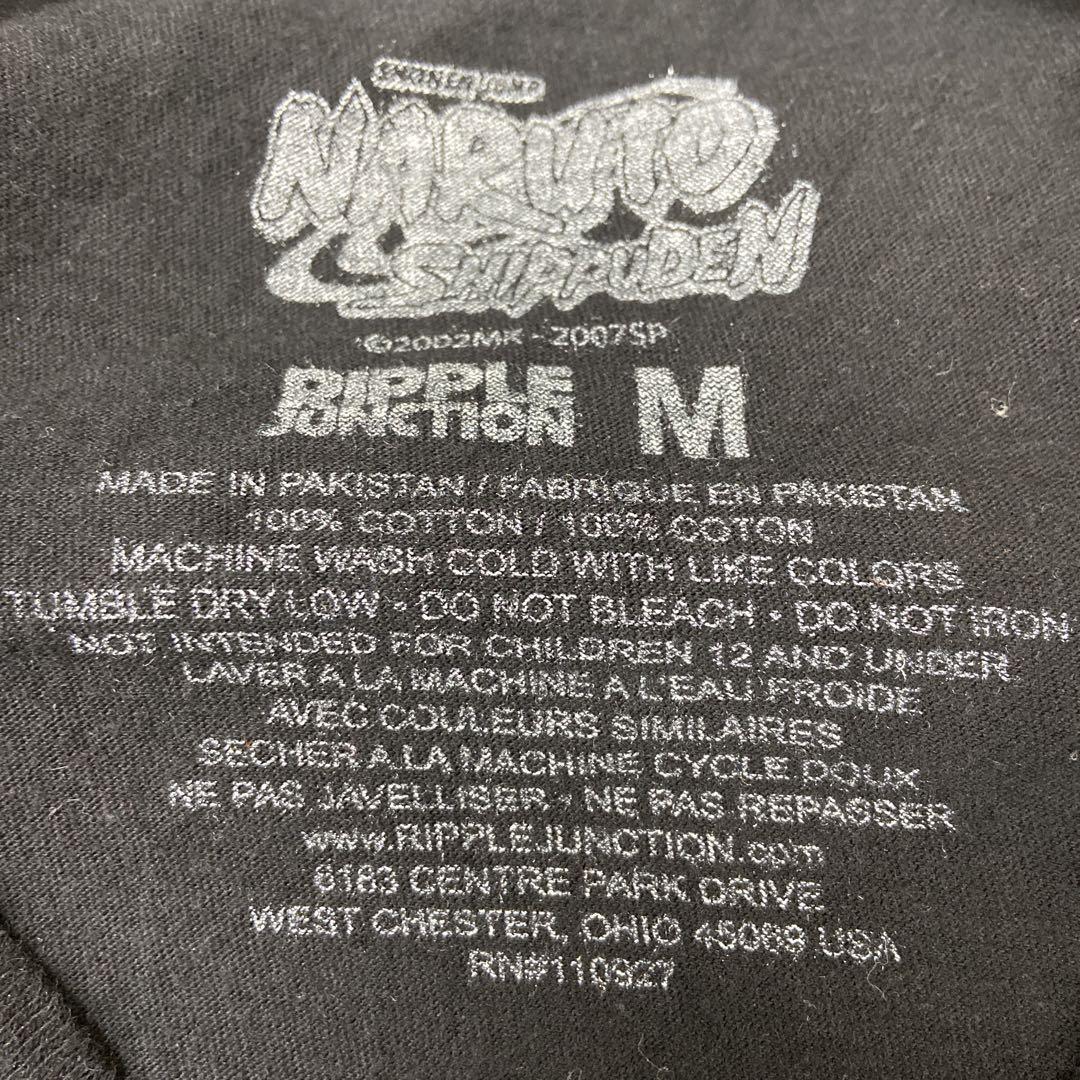 SHONEN JUMP
NARUTO
SHIPPUDEN
©2002MK - 2007SP
RIPPLE
JUNCTION
M
MADE IN PAKISTAN / FABRIQUE EN PAKISTAN
100% COTTON / 100% COTON
MACHINE WASH COLD WITH LIKE COLORS
TUMBLE DRY LOW - DO NOT BLEACH • DO NOT IRON
NOT INTENDED FOR CHILDREN 12 AND UNDER
LAVER A LA MACHINE A L'EAU FROIDE
AVEC COULEURS SIMILAIRES
SECHER A LA MACHINE CYCLE DOUX
NE PAS JAVELLISER - NE PAS REPASSER
www.RIPPLEJUNCTION.com
6183 CENTRE PARK DRIVE
WEST CHESTER, OHIO 45069 USA
RN#110927